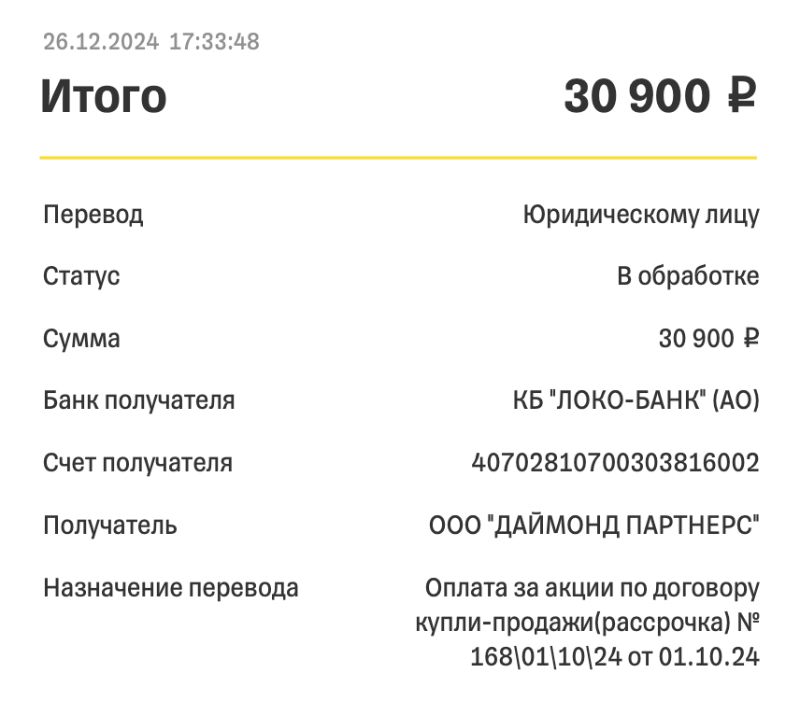 26.12.2024 17:33:48
Итого 30 900 ₽
Перевод Юридическому лицу
Статус В обработке
Сумма 30 900 ₽
Банк получателя КБ "ЛОКО-БАНК" (АО)
Счет получателя 40702810700303816002
Получатель ООО "ДАЙМОНД ПАРТНЕРС"
Назначение перевода Оплата за акции по договору
купли-продажи(рассрочка) №
168\01\10\24 от 01.10.24